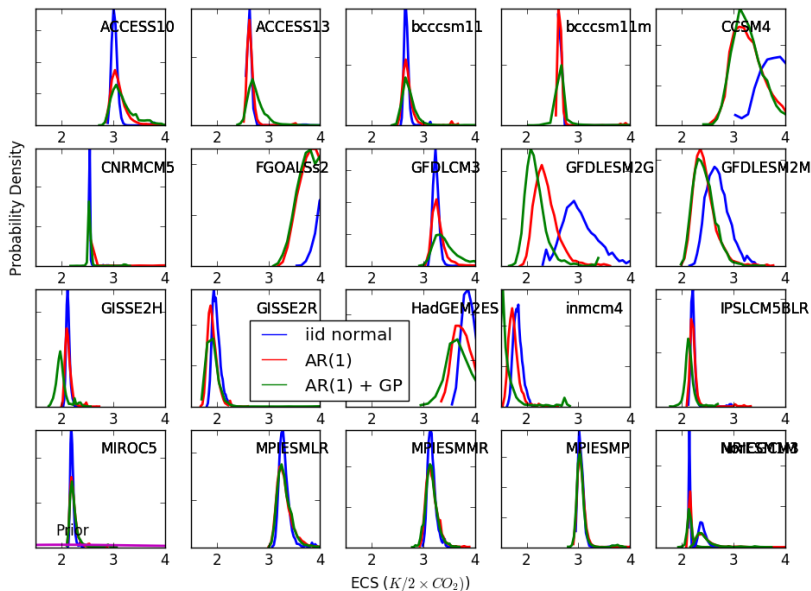 ACCESS10
ACCESS13
bcccsm11
bcccsm11m
CCSM4
2 3 4 2 3 4 2 3 4 2 3 4 2 3 4
CNRMCM5
FGOALSs2
GFDLCM3
GFDLESM2G
GFDLESM2M
2 3 4 2 3 4 2 3 4 2 3 4 2 3 4
Probability Density
GISSE2H
GISSE2R
HadGEM2ES
inmcm4
IPSLCM5BLR
iid normal
AR(1)
AR(1) + GP
2 3 4 2 3 4 2 3 4 2 3 4 2 3 4
MIROC5
MPIESMLR
MPIESMMR
MPIESMP
Prior
2 3 4 2 3 4 2 3 4 2 3 4 2 3 4
ECS (K/2 × CO₂))